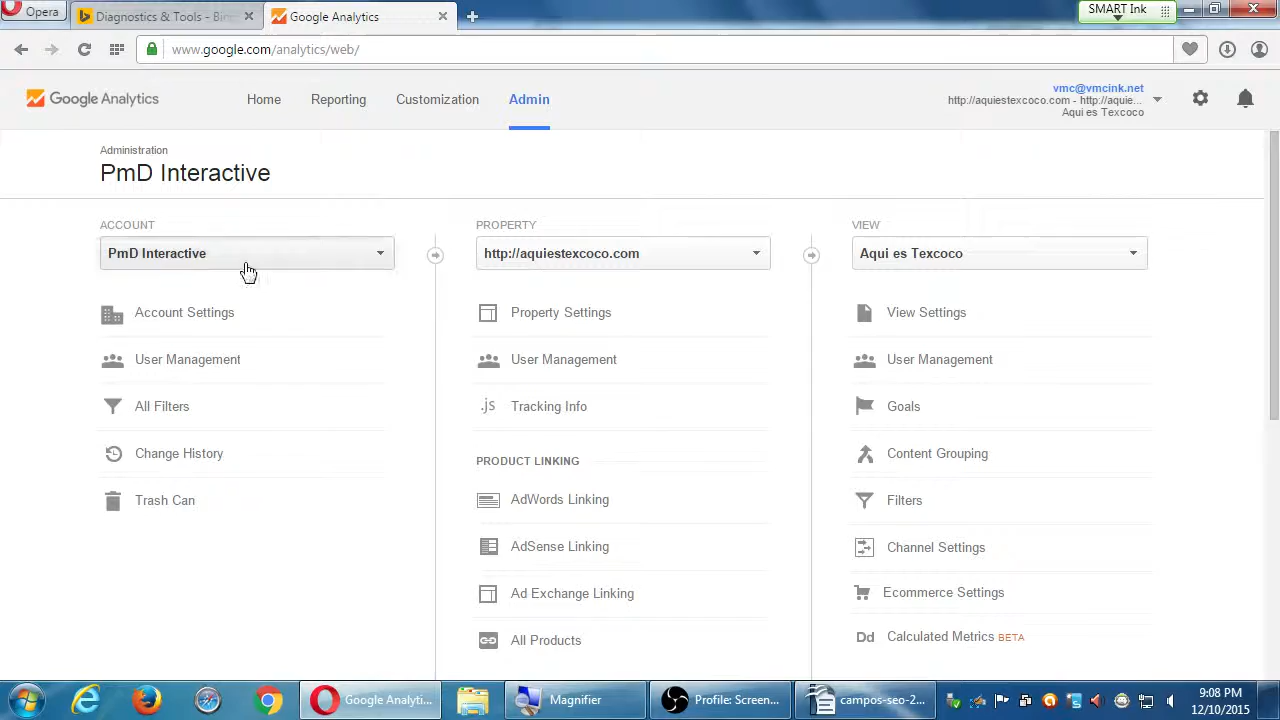 Opera
Diagnostics & Tools - Bin
Google Analytics
SMART Ink
www.google.com/analytics/web/
Google Analytics
Home
Reporting
Customization
Admin
vmc@vmcink.net
http://aquiestexcoco.com - http://aquie...
Aqui es Texcoco
Administration
PmD Interactive
ACCOUNT
PmD Interactive
Account Settings
User Management
All Filters
Change History
Trash Can
PROPERTY
http://aquiestexcoco.com
Property Settings
User Management
.js Tracking Info
PRODUCT LINKING
AdWords Linking
AdSense Linking
Ad Exchange Linking
All Products
VIEW
Aqui es Texcoco
View Settings
User Management
Goals
Content Grouping
Filters
Channel Settings
Ecommerce Settings
Dd Calculated Metrics BETA
Google Analyti...
Magnifier
Profile: Screen...
campos-seo-2...
9:08 PM
12/10/2015